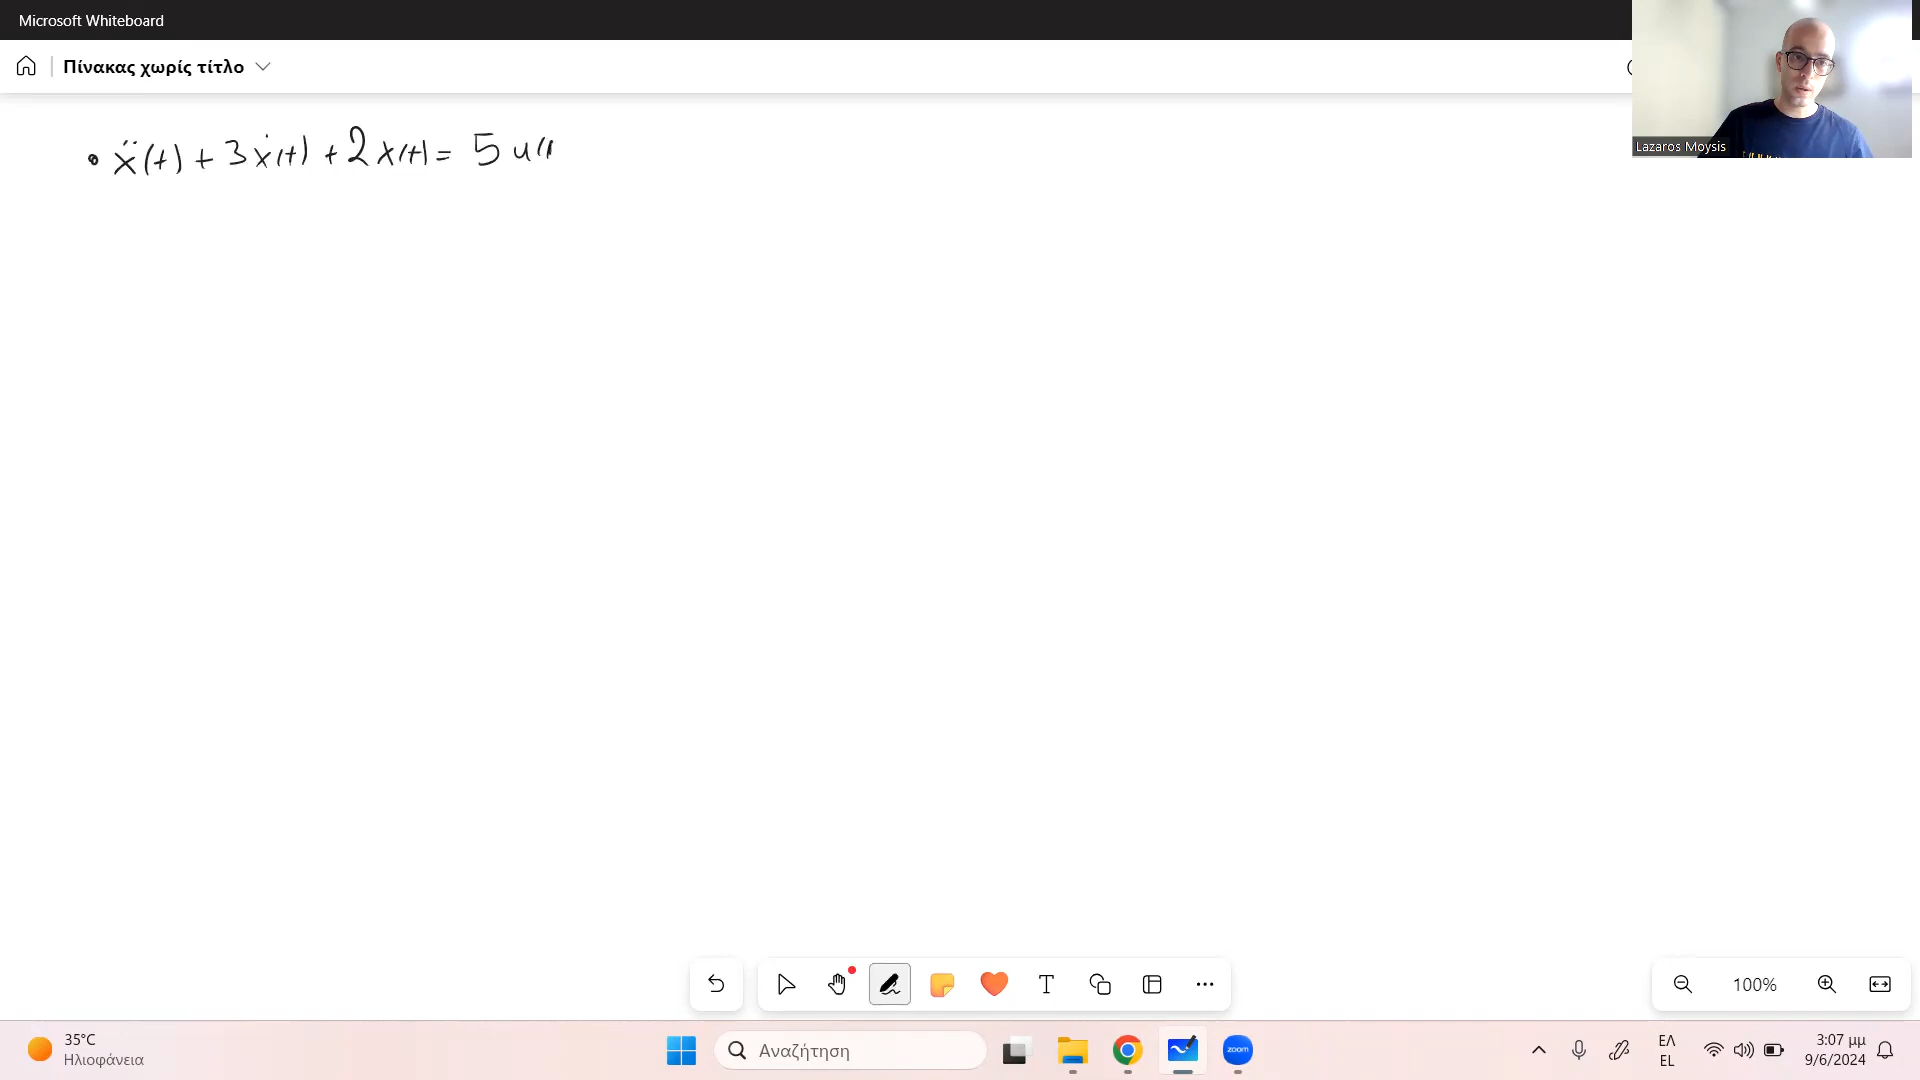 Microsoft Whiteboard
Πίνακας χωρίς τίτλο
ẍ(t) + 3ẋ(t) + 2x(t) = 5u(
Lazaros Moysis
T
100%
35°C
Ηλιοφάνεια
Αναζήτηση
zoom
ΕΛ
EL
3:07 μμ
9/6/2024